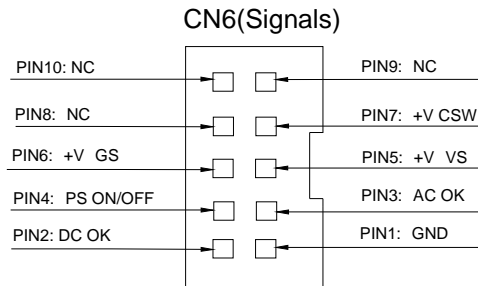 CN6(Signals)
PIN10: NC
PIN9: NC
PIN8: NC
PIN7: +V CSW
PIN6: +V GS
PIN5: +V VS
PIN4: PS ON/OFF
PIN3: AC OK
PIN2: DC OK
PIN1: GND